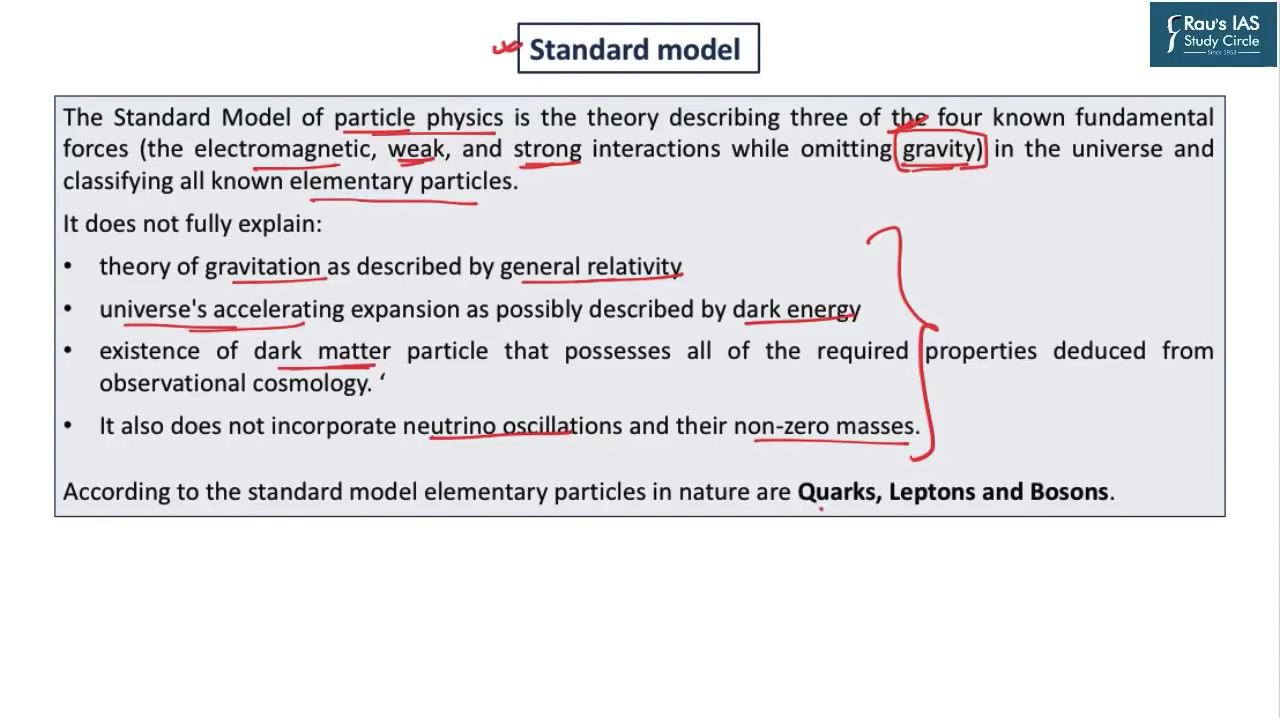 Rau's IAS
Study Circle
Since 1953
Standard model
The Standard Model of particle physics is the theory describing three of the four known fundamental
forces (the electromagnetic, weak, and strong interactions while omitting gravity) in the universe and
classifying all known elementary particles.
It does not fully explain:
• theory of gravitation as described by general relativity
• universe's accelerating expansion as possibly described by dark energy
• existence of dark matter particle that possesses all of the required properties deduced from
observational cosmology. ‘
• It also does not incorporate neutrino oscillations and their non-zero masses.
According to the standard model elementary particles in nature are Quarks, Leptons and Bosons.